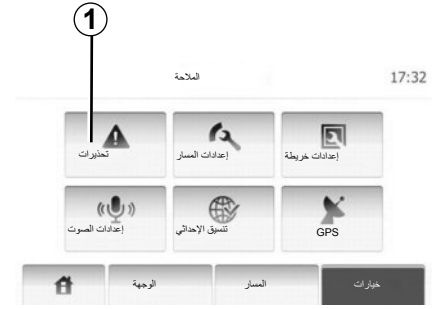 1
الملاحة
17:32
تحذيرات
إعدادات المسار
إعدادات خريطة
إعدادات الصوت
تنسيق الإحداثي
GPS
الوجهة
المسار
خيارات